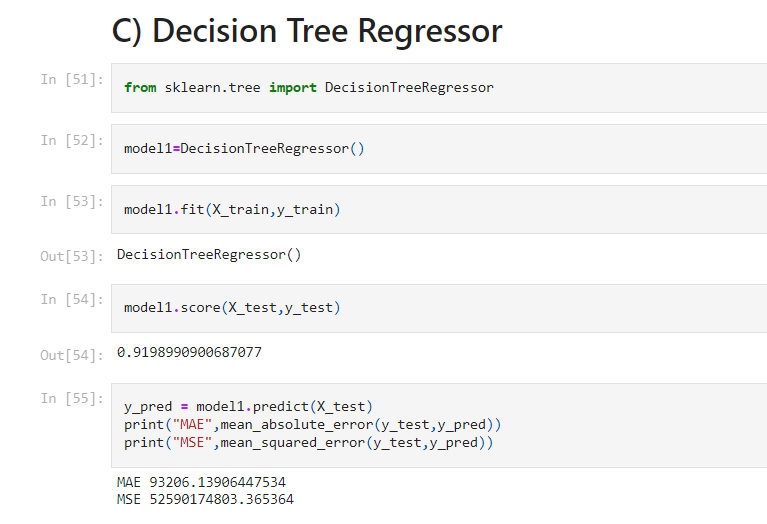 C) Decision Tree Regressor
In [51]:
from sklearn.tree import DecisionTreeRegressor
In [52]:
model1=DecisionTreeRegressor()
In [53]:
model1.fit(X_train,y_train)
Out[53]:
DecisionTreeRegressor()
In [54]:
model1.score(X_test,y_test)
Out[54]:
0.9198990900687077
In [55]:
y_pred = model1.predict(X_test)
print("MAE",mean_absolute_error(y_test,y_pred))
print("MSE",mean_squared_error(y_test,y_pred))
MAE 93206.13906447534
MSE 52590174803.365364